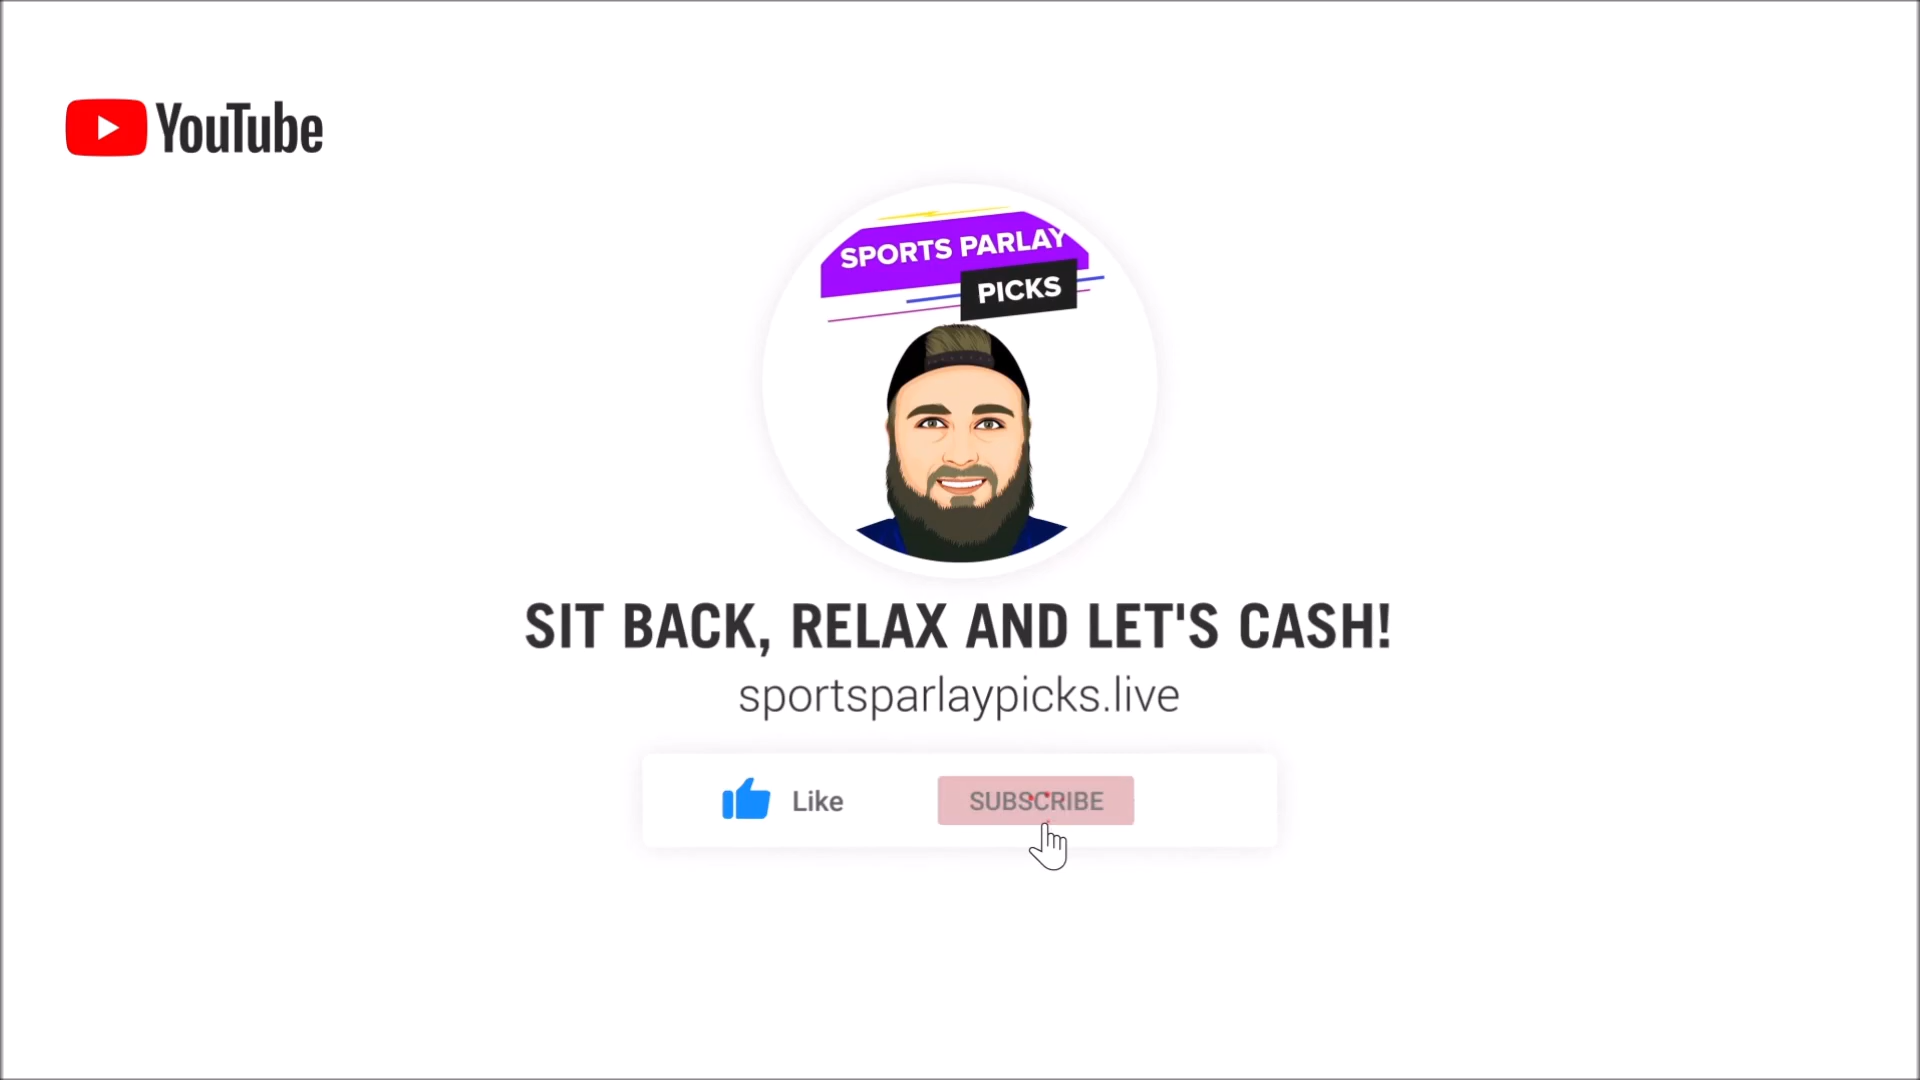 YouTube
SPORTS PARLAY
PICKS
SIT BACK, RELAX AND LET'S CASH!
sportsparlaypicks.live
Like
SUBSCRIBE